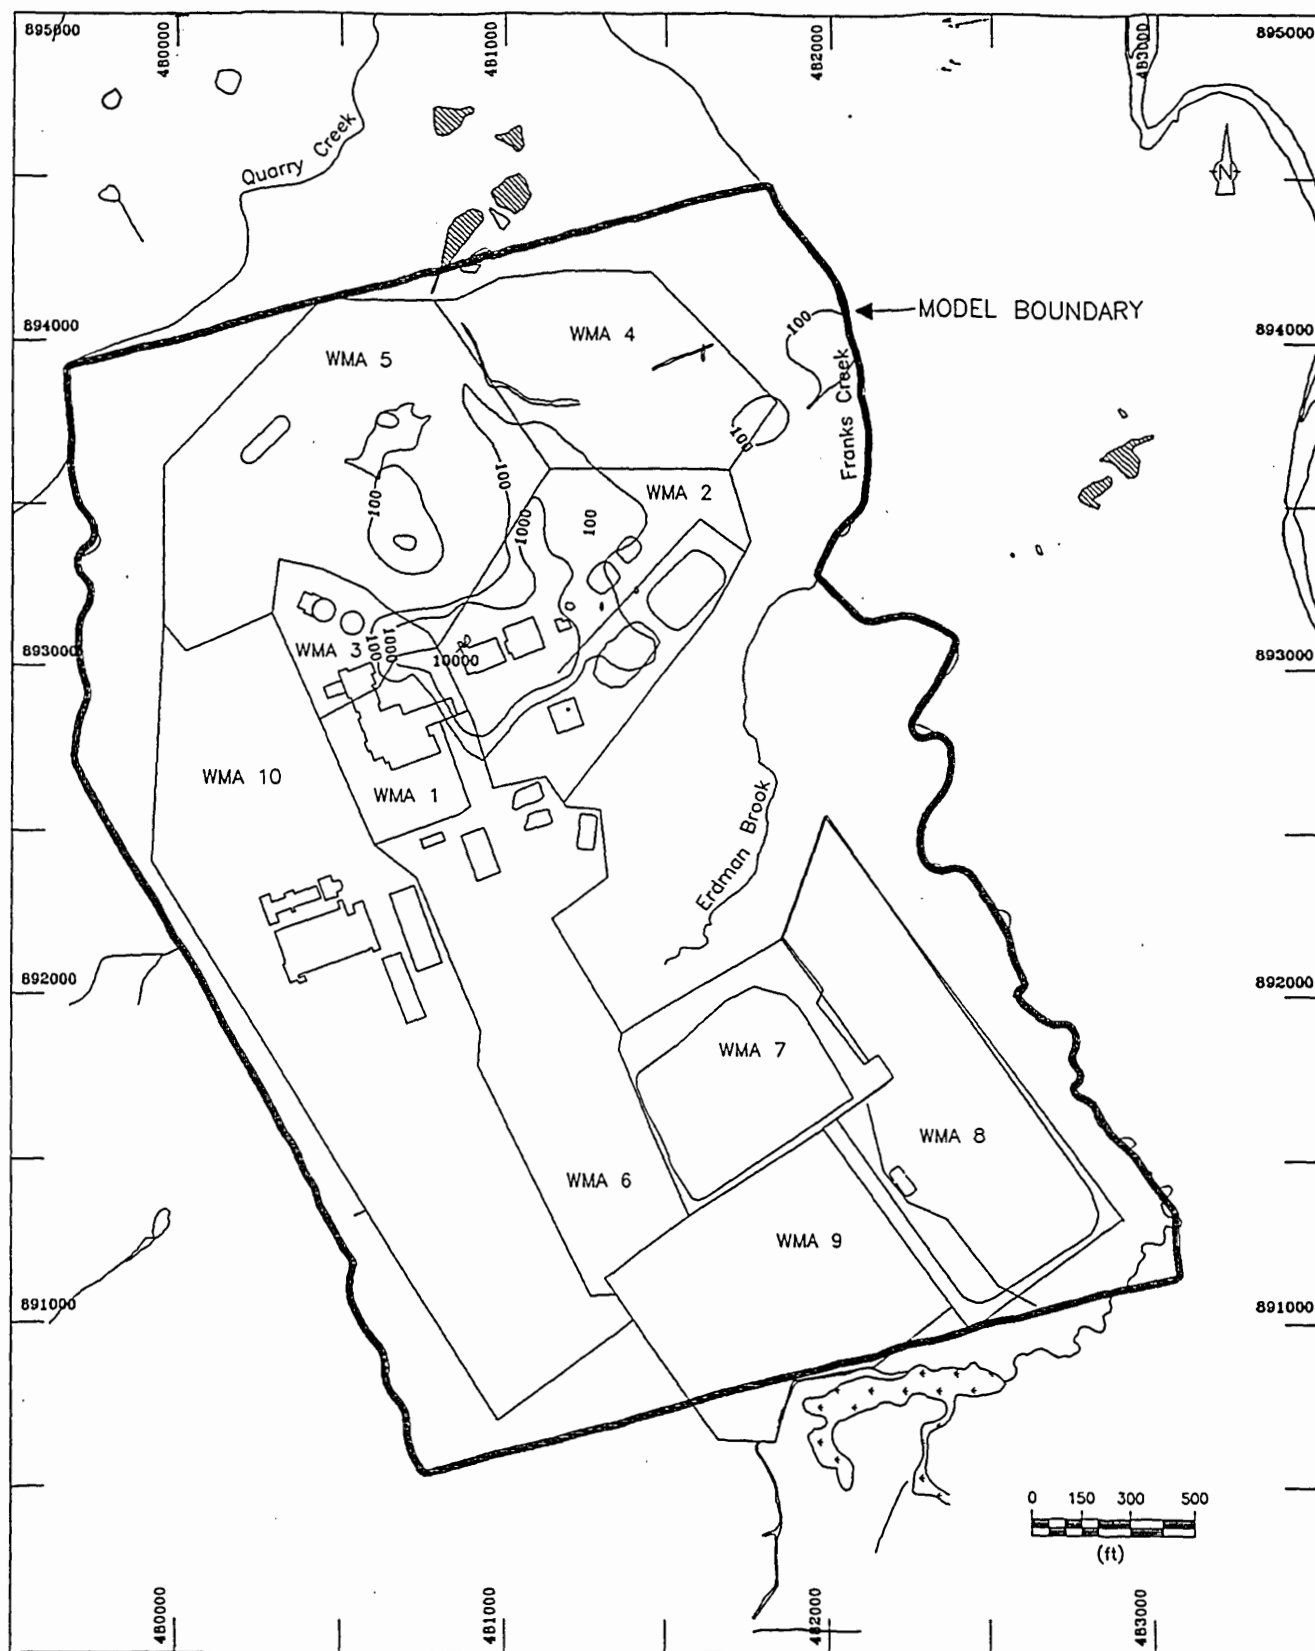 895000
480000
481000
482000
483000
895000
Quarry Creek
N
894000
MODEL BOUNDARY
894000
100
WMA 4
WMA 5
Franks Creek
100
100
100
WMA 2
1000
100
WMA 3
100
1000
10000
893000
893000
WMA 10
WMA 1
Erdman Brook
892000
892000
WMA 7
WMA 8
WMA 6
WMA 9
891000
891000
0 150 300 500
(ft)
480000
481000
482000
483000